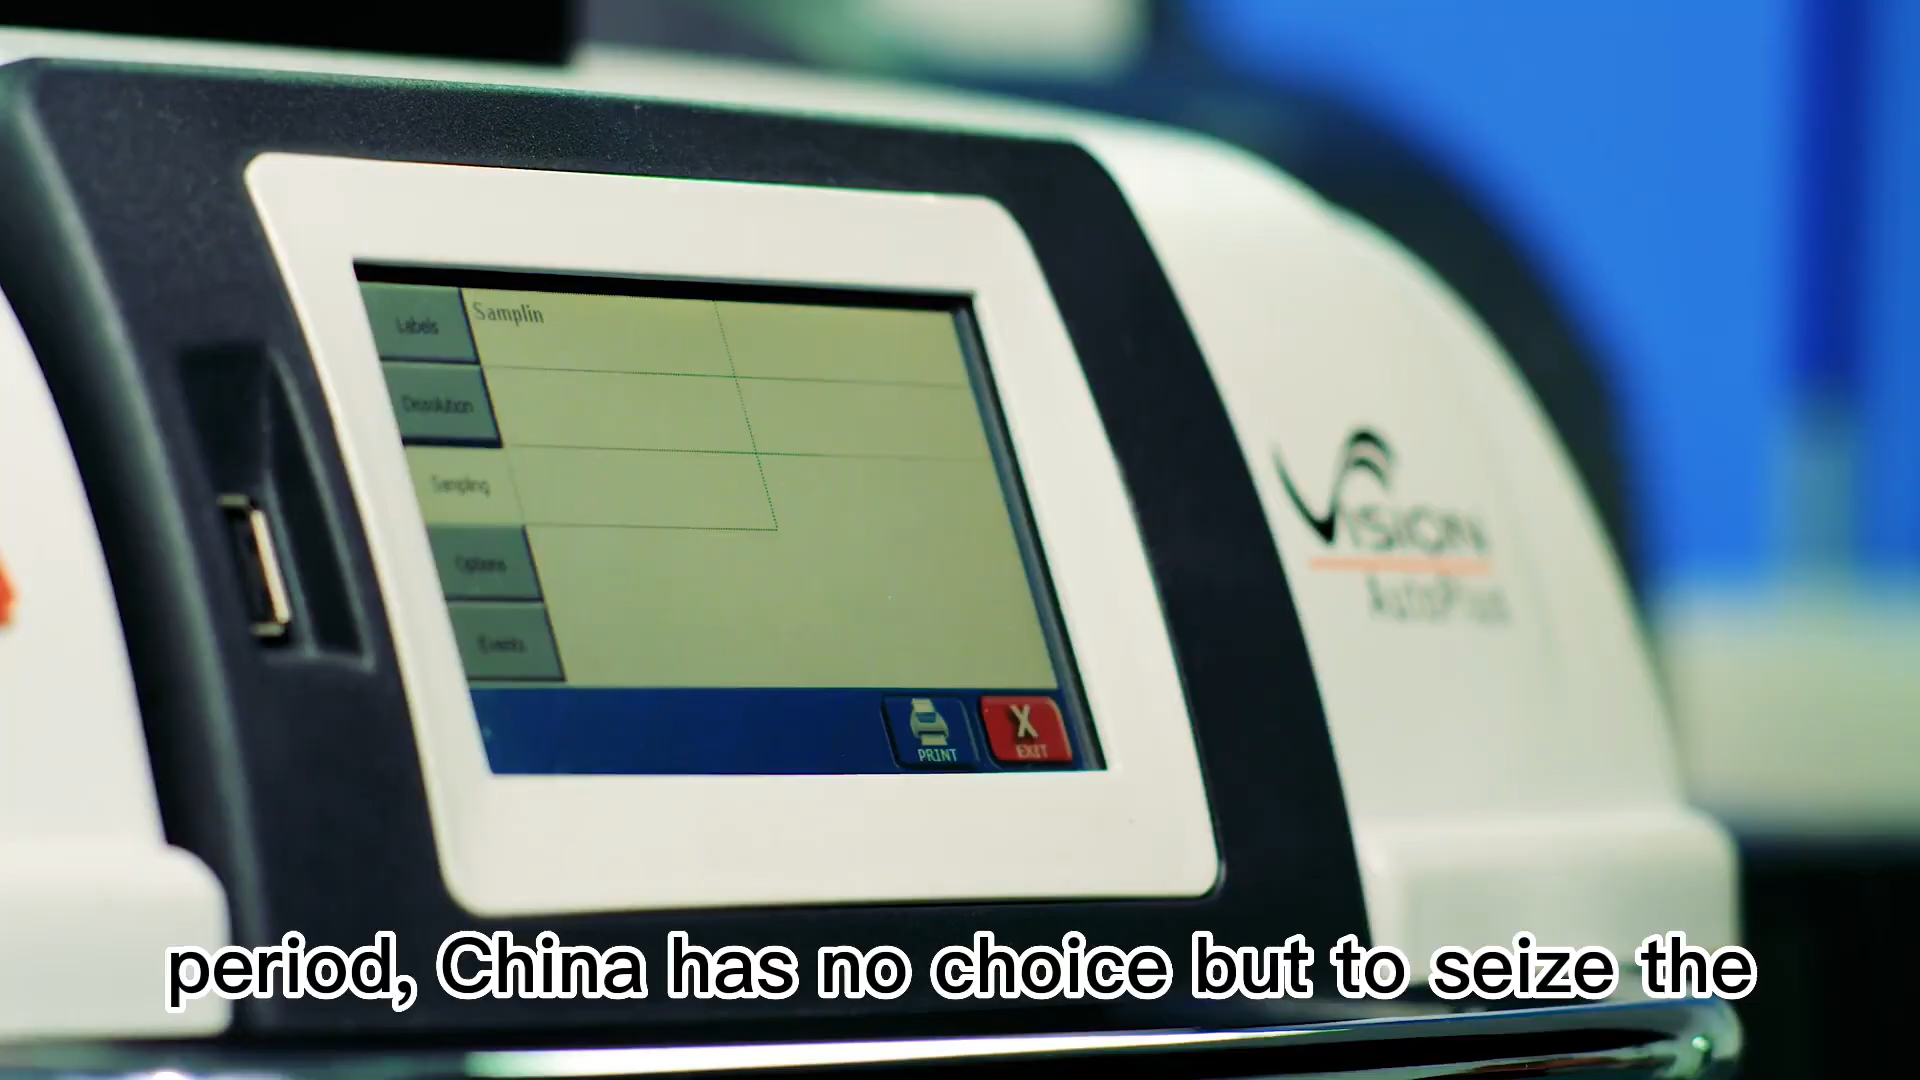 Labels
Samplin
Dissolution
Sampling
Options
Events
PRINT
X
EXIT
VISION
AutoPlus
period, China has no choice but to seize the